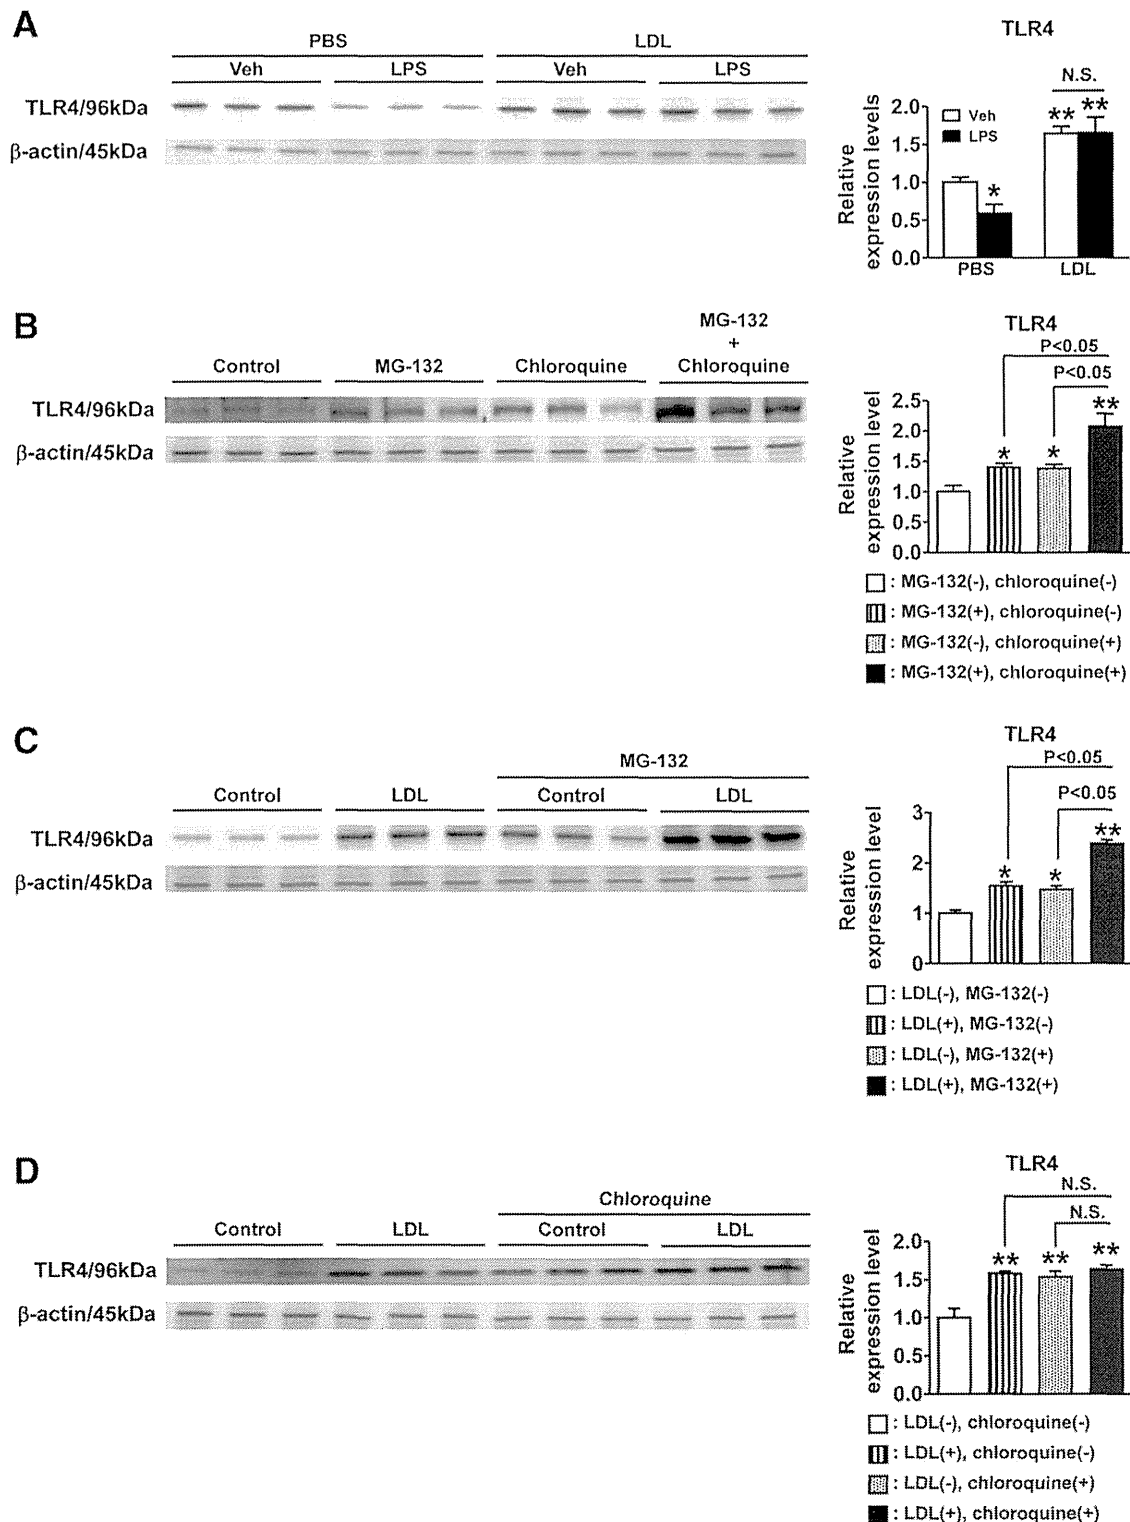 A
PBS
LDL
Veh
LPS
Veh
LPS
TLR4/96kDa
β-actin/45kDa
TLR4
N.S.
Veh
LPS
** **
*
Relative
expression levels
2.0
1.5
1.0
0.5
0.0
PBS
LDL
B
Control
MG-132
Chloroquine
MG-132
+
Chloroquine
TLR4/96kDa
β-actin/45kDa
TLR4
P<0.05
P<0.05
* * **
Relative
expression level
2.5
2.0
1.5
1.0
0.5
0.0
: MG-132(-), chloroquine(-)
: MG-132(+), chloroquine(-)
: MG-132(-), chloroquine(+)
: MG-132(+), chloroquine(+)
C
MG-132
Control
LDL
Control
LDL
TLR4/96kDa
β-actin/45kDa
TLR4
P<0.05
P<0.05
* * **
Relative
expression level
3
2
1
0
: LDL(-), MG-132(-)
: LDL(+), MG-132(-)
: LDL(-), MG-132(+)
: LDL(+), MG-132(+)
D
Chloroquine
Control
LDL
Control
LDL
TLR4/96kDa
β-actin/45kDa
TLR4
N.S.
N.S.
** ** **
Relative
expression level
2.0
1.5
1.0
0.5
0.0
: LDL(-), chloroquine(-)
: LDL(+), chloroquine(-)
: LDL(-), chloroquine(+)
: LDL(+), chloroquine(+)